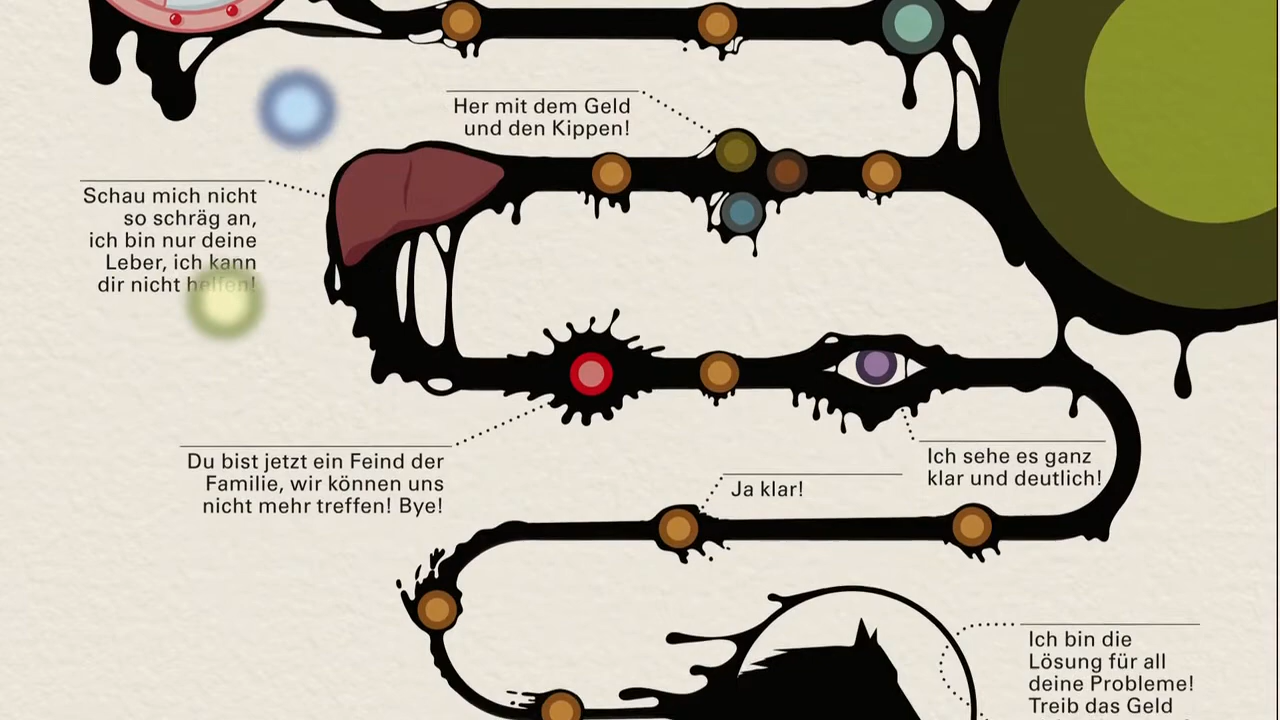 Her mit dem Geld
und den Kippen!
Schau mich nicht
so schräg an,
ich bin nur deine
Leber, ich kann
dir nicht helfen!
Du bist jetzt ein Feind der
Familie, wir können uns
nicht mehr treffen! Bye!
Ich sehe es ganz
klar und deutlich!
Ja klar!
Ich bin die
Lösung für all
deine Probleme!
Treib das Geld